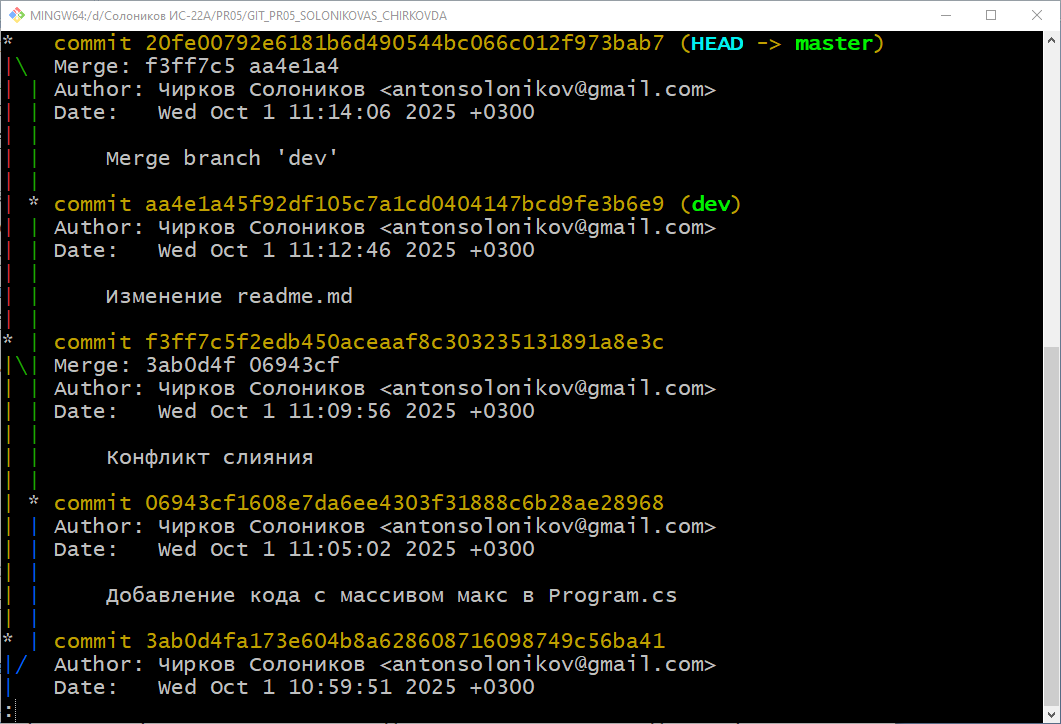 MINGW64:/d/Солоников ИС-22А/PR05/GIT_PR05_SOLONIKOVAS_CHIRKOVDA
* commit 20fe00792e6181b6d490544bc066c012f973bab7 (HEAD -> master)
|\ Merge: f3ff7c5 aa4e1a4
| | Author: Чирков Солоников <antonsolonikov@gmail.com>
| | Date: Wed Oct 1 11:14:06 2025 +0300
| |
| | Merge branch 'dev'
| |
| * commit aa4e1a45f92df105c7a1cd0404147bcd9fe3b6e9 (dev)
| | Author: Чирков Солоников <antonsolonikov@gmail.com>
| | Date: Wed Oct 1 11:12:46 2025 +0300
| |
| | Изменение readme.md
| |
* | commit f3ff7c5f2edb450aceaaf8c303235131891a8e3c
|\| Merge: 3ab0d4f 06943cf
| | Author: Чирков Солоников <antonsolonikov@gmail.com>
| | Date: Wed Oct 1 11:09:56 2025 +0300
| |
| | Конфликт слияния
| |
| * commit 06943cf1608e7da6ee4303f31888c6b28ae28968
| | Author: Чирков Солоников <antonsolonikov@gmail.com>
| | Date: Wed Oct 1 11:05:02 2025 +0300
| |
| | Добавление кода с массивом макс в Program.cs
| |
* | commit 3ab0d4fa173e604b8a628608716098749c56ba41
|/ Author: Чирков Солоников <antonsolonikov@gmail.com>
| Date: Wed Oct 1 10:59:51 2025 +0300
: